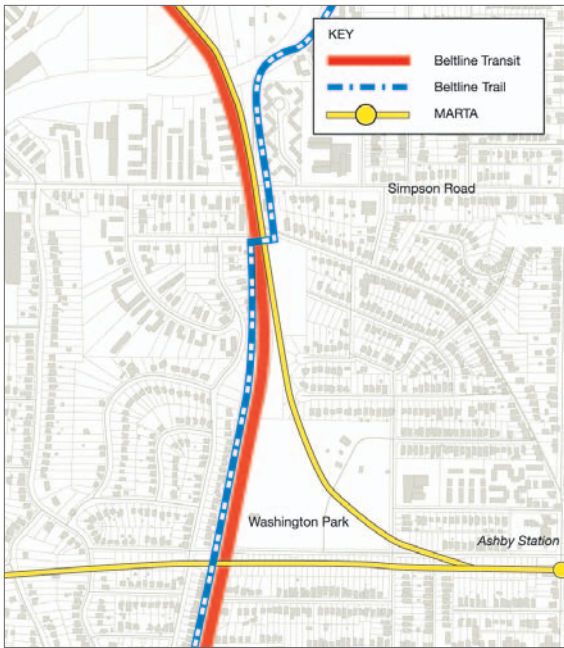 KEY
Beltline Transit
Beltline Trail
MARTA
Simpson Road
Washington Park
Ashby Station